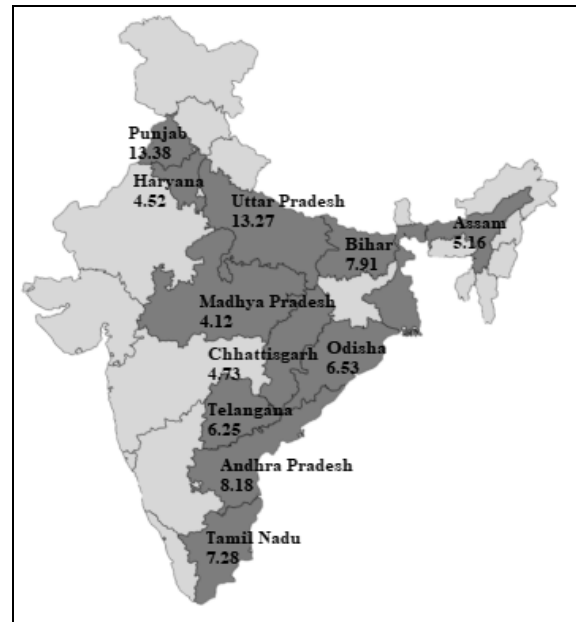 Punjab
13.38
Haryana
4.52
Uttar Pradesh
13.27
Bihar
7.91
Assam
5.16
Madhya Pradesh
4.12
Chhattisgarh
4.73
Odisha
6.53
Telangana
6.25
Andhra Pradesh
8.18
Tamil Nadu
7.28